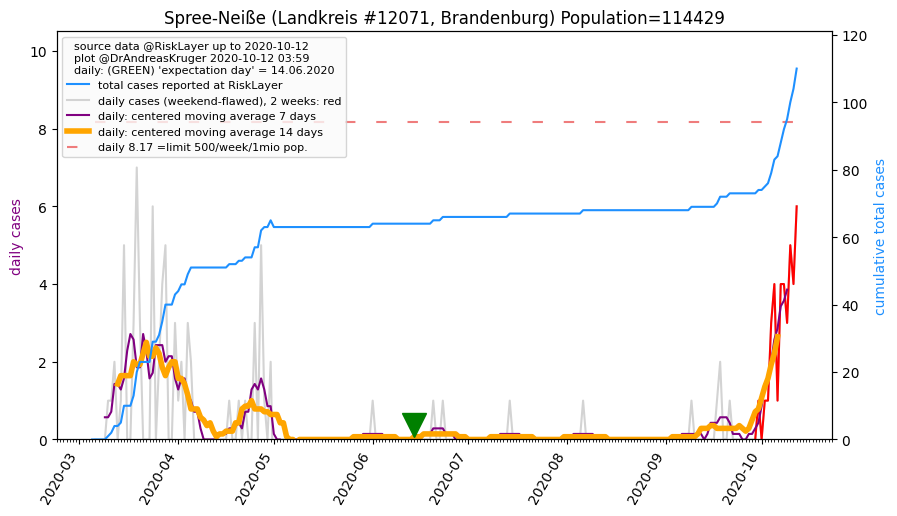 Spree-Neiße (Landkreis #12071, Brandenburg) Population=114429
source data @RiskLayer up to 2020-10-12
plot @DrAndreasKruger 2020-10-12 03:59
daily: (GREEN) 'expectation day' = 14.06.2020
total cases reported at RiskLayer
daily cases (weekend-flawed), 2 weeks: red
daily: centered moving average 7 days
daily: centered moving average 14 days
daily 8.17 =limit 500/week/1mio pop.
daily cases
10
8
6
4
2
0
cumulative total cases
120
100
80
60
40
20
0
2020-03
2020-04
2020-05
2020-06
2020-07
2020-08
2020-09
2020-10